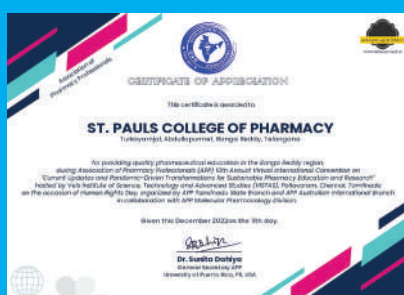 Association of
Pharmacy Professionals
CERTIFICATE OF APPRECIATION
This certificate is awarded to
ST. PAULS COLLEGE OF PHARMACY
Turkayamjal, Abdullapurmet, Ranga Reddy, Telangana
for providing quality pharmaceutical education in the Ranga Reddy region,
during Association of Pharmacy Professionals (APP) 10th Annual Virtual International Convention on
"Current Updates and Pandemic-Driven Transformations for Sustainable Pharmacy Education and Research"
hosted by Vels Institute of Science, Technology and Advanced Studies (VISTAS), Pallavaram, Chennai, Tamilnadu
on the occasion of Human Rights Day, organized by APP Tamilnadu State Branch and APP Australian International Branch
in collaboration with APP Molecular Pharmacology Division.
Given this December 2022 on the 11th day.
Dr. Sunita Dahiya
General Secretary APP
University of Puerto Rico, PR, USA